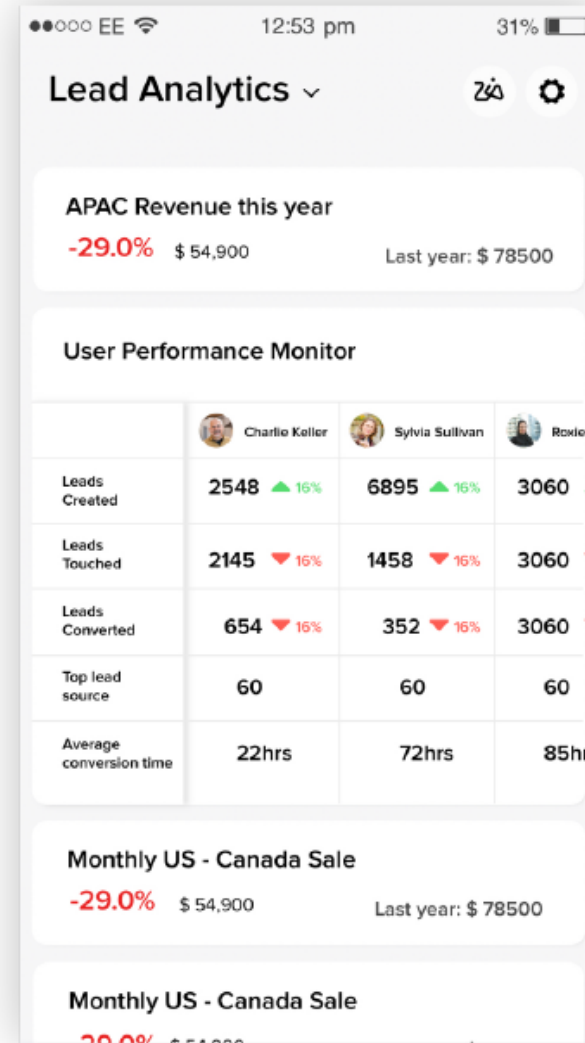 EE 12:53 pm 31%
Lead Analytics
APAC Revenue this year
-29.0% $ 54,900 Last year: $ 78500
User Performance Monitor
Charlie Keller Sylvia Sullivan Roxie
Leads Created 2548 16% 6895 16% 3060
Leads Touched 2145 16% 1458 16% 3060
Leads Converted 654 16% 352 16% 3060
Top lead source 60 60 60
Average conversion time 22hrs 72hrs 85h
Monthly US - Canada Sale
-29.0% $ 54,900 Last year: $ 78500
Monthly US - Canada Sale